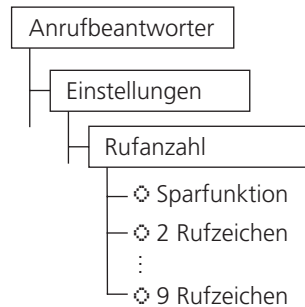 Anrufbeantworter
Einstellungen
Rufanzahl
Sparfunktion
2 Rufzeichen
⋮
9 Rufzeichen